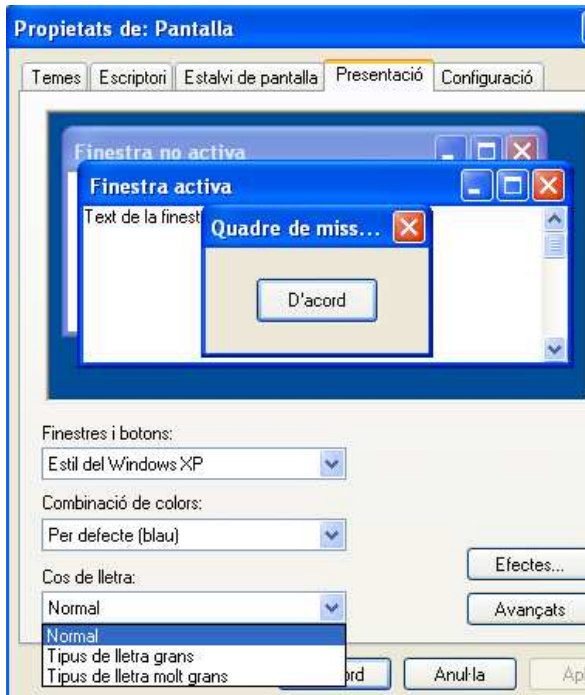 Propietats de: Pantalla
Temes Escriptori Estalvi de pantalla Presentació Configuració
Finestra no activa
Finestra activa
Text de la finest
Quadre de miss...
D'acord
Finestres i botons:
Estil del Windows XP
Combinació de colors:
Per defecte (blau)
Cos de lletra:
Efectes...
Normal
Avançats
Normal
Tipus de lletra grans
Tipus de lletra molt grans
Anul·la